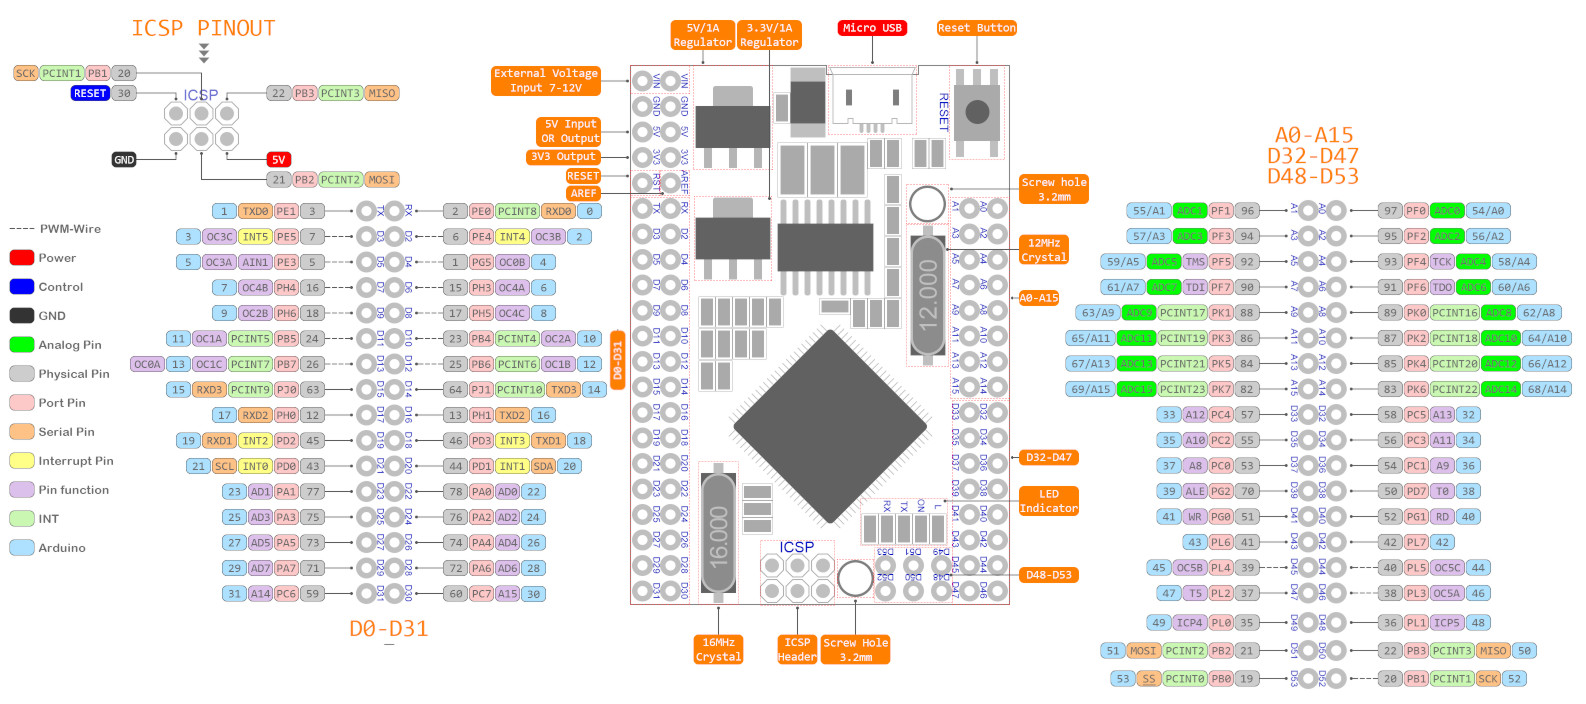 ICSP PINOUT
SCK PCINT1 PB1 20
RESET 30
ICSP
22 PB3 PCINT3 MISO
GND
5V
21 PB2 PCINT2 MOSI
PWM-Wire
Power
Control
GND
Analog Pin
Physical Pin
Port Pin
Serial Pin
Interrupt Pin
Pin function
INT
Arduino
1 TXD0 PE1 3 TX RX 2 PE0 PCINT8 RXD0 0
3 OC3C INT5 PE5 7 D3 D2 6 PE4 INT4 OC3B 2
5 OC3A AIN1 PE3 5 D5 D4 1 PG5 OC0B 4
7 OC4B PH4 16 D7 D6 15 PH3 OC4A 6
9 OC2B PH6 18 D9 D8 17 PH5 OC4C 8
11 OC1A PCINT5 PB5 24 D11 D10 23 PB4 PCINT4 OC2A 10
OC0A 13 OC1C PCINT7 PB7 26 D13 D12 25 PB6 PCINT6 OC1B 12
15 RXD3 PCINT9 PJ0 63 D15 D14 64 PJ1 PCINT10 TXD3 14
17 RXD2 PH0 12 D17 D16 13 PH1 TXD2 16
19 RXD1 INT2 PD2 45 D19 D18 46 PD3 INT3 TXD1 18
21 SCL INT0 PD0 43 D21 D20 44 PD1 INT1 SDA 20
23 AD1 PA1 77 D23 D22 78 PA0 AD0 22
25 AD3 PA3 75 D25 D24 76 PA2 AD2 24
27 AD5 PA5 73 D27 D26 74 PA4 AD4 26
29 AD7 PA7 71 D29 D28 72 PA6 AD6 28
31 A14 PC6 59 D31 D30 60 PC7 A15 30
D0-D31
5V/1A
Regulator
3.3V/1A
Regulator
Micro USB
Reset Button
External Voltage
Input 7-12V
5V Input
OR Output
3V3 Output
RESET
AREF
D0-D31
VIN VIN
GND GND
5V 5V
3V3 3V3
RST AREF
TX RX
D3 D2
D5 D4
D7 D6
D9 D8
D11 D10
D13 D12
D15 D14
D17 D16
D19 D18
D21 D20
D23 D22
D25 D24
D27 D26
D29 D28
D31 D30
RESET
12.000
16.000
RX TX ON L
ICSP
D53 D51 D49
D52 D50 D48
A1 A0
A3 A2
A5 A4
A7 A6
A9 A8
A11 A10
A13 A12
A15 A14
D33 D32
D35 D34
D37 D36
D39 D38
D41 D40
D43 D42
D45 D44
D47 D46
Screw hole
3.2mm
12MHz
Crystal
A0-A15
D32-D47
LED
Indicator
D48-D53
16MHz
Crystal
ICSP
Header
Screw Hole
3.2mm
A0-A15
D32-D47
D48-D53
55/A1 ADC1 PF1 96 A1 A0 97 PF0 ADC0 54/A0
57/A3 ADC3 PF3 94 A3 A2 95 PF2 ADC2 56/A2
59/A5 ADC5 TMS PF5 92 A5 A4 93 PF4 TCK ADC4 58/A4
61/A7 ADC7 TDI PF7 90 A7 A6 91 PF6 TDO ADC6 60/A6
63/A9 ADC9 PCINT17 PK1 88 A9 A8 89 PK0 PCINT16 ADC8 62/A8
65/A11 ADC11 PCINT19 PK3 86 A11 A10 87 PK2 PCINT18 ADC10 64/A10
67/A13 ADC13 PCINT21 PK5 84 A13 A12 85 PK4 PCINT20 ADC12 66/A12
69/A15 ADC15 PCINT23 PK7 82 A15 A14 83 PK6 PCINT22 ADC14 68/A14
33 A12 PC4 57 D33 D32 58 PC5 A13 32
35 A10 PC2 55 D35 D34 56 PC3 A11 34
37 A8 PC0 53 D37 D36 54 PC1 A9 36
39 ALE PG2 70 D39 D38 50 PD7 T0 38
41 WR PG0 51 D41 D40 52 PG1 RD 40
43 PL6 41 D43 D42 42 PL7 42
45 OC5B PL4 39 D45 D44 40 PL5 OC5C 44
47 T5 PL2 37 D47 D46 38 PL3 OC5A 46
49 ICP4 PL0 35 D49 D48 36 PL1 ICP5 48
51 MOSI PCINT2 PB2 21 D51 D50 22 PB3 PCINT3 MISO 50
53 SS PCINT0 PB0 19 D53 D52 20 PB1 PCINT1 SCK 52